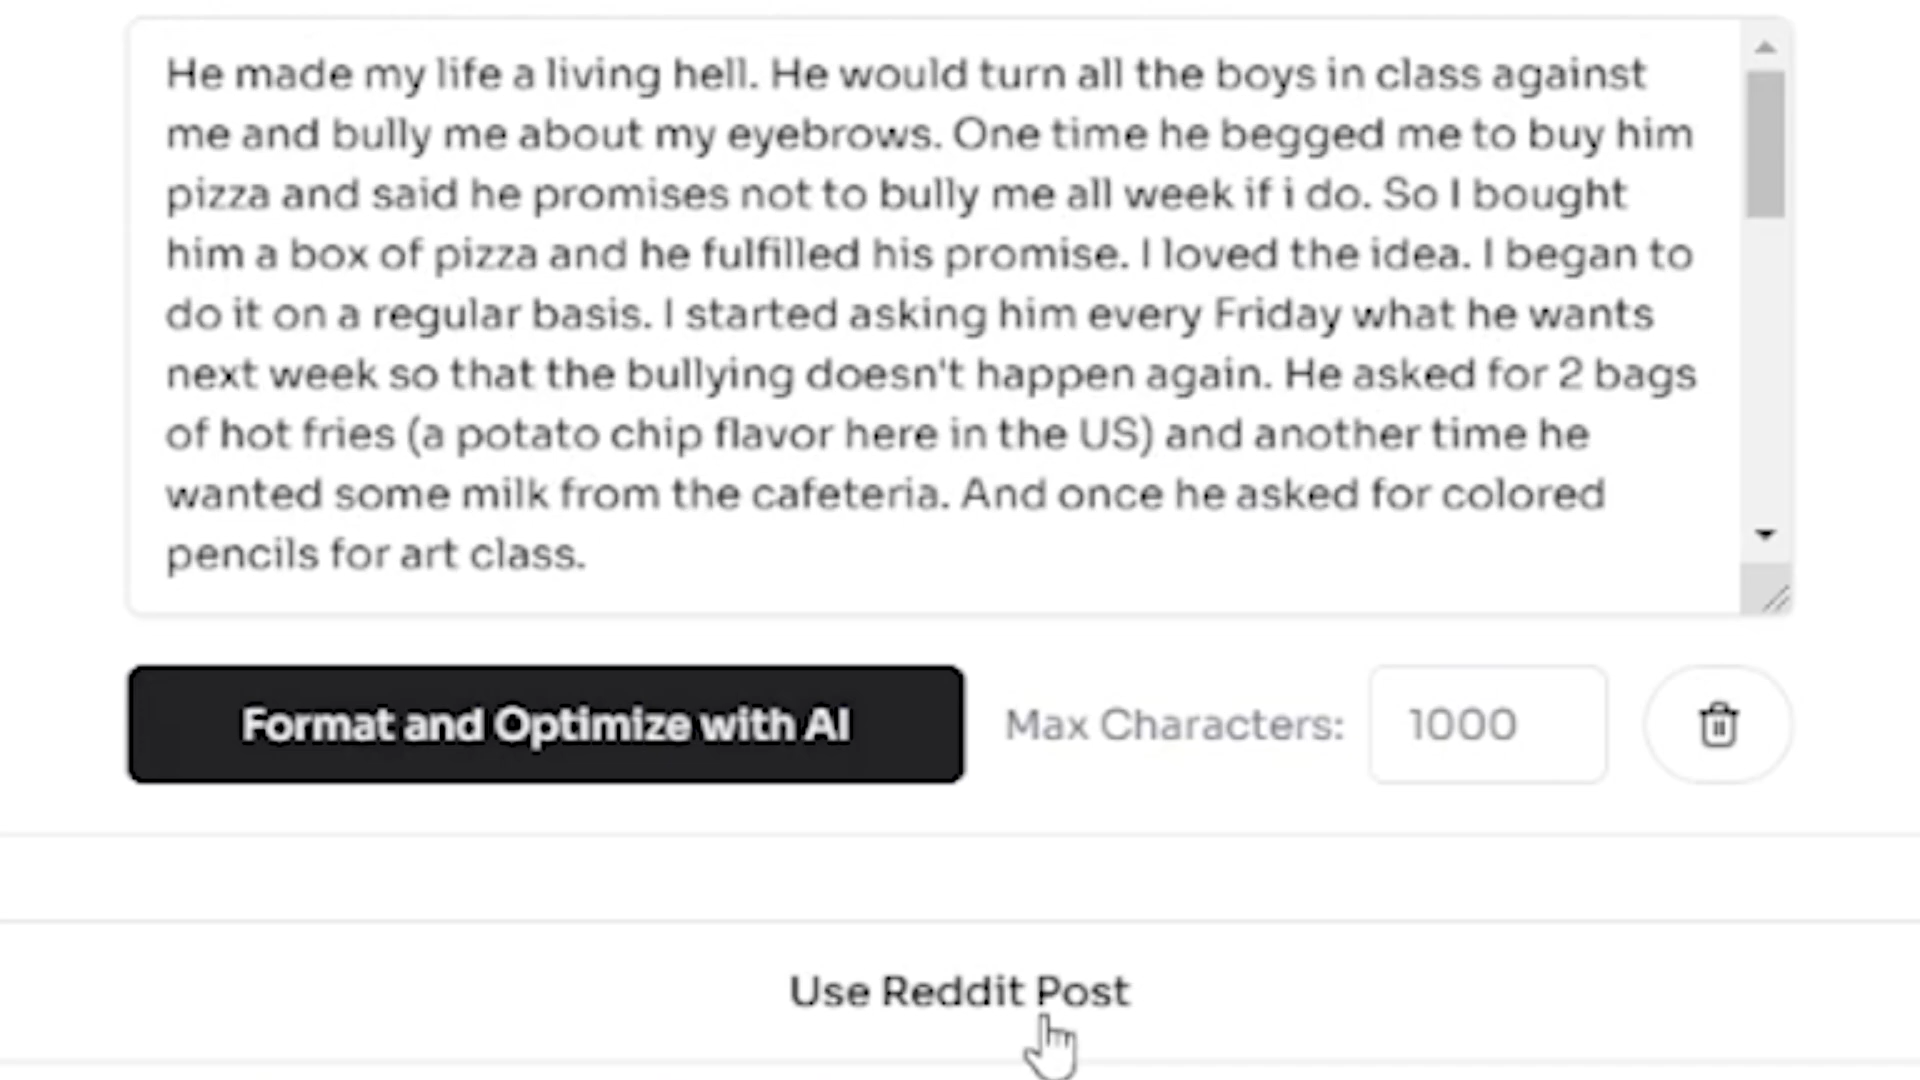 He made my life a living hell. He would turn all the boys in class against
me and bully me about my eyebrows. One time he begged me to buy him
pizza and said he promises not to bully me all week if i do. So I bought
him a box of pizza and he fulfilled his promise. I loved the idea. I began to
do it on a regular basis. I started asking him every Friday what he wants
next week so that the bullying doesn't happen again. He asked for 2 bags
of hot fries (a potato chip flavor here in the US) and another time he
wanted some milk from the cafeteria. And once he asked for colored
pencils for art class.
Format and Optimize with AI
Max Characters:
1000
Use Reddit Post